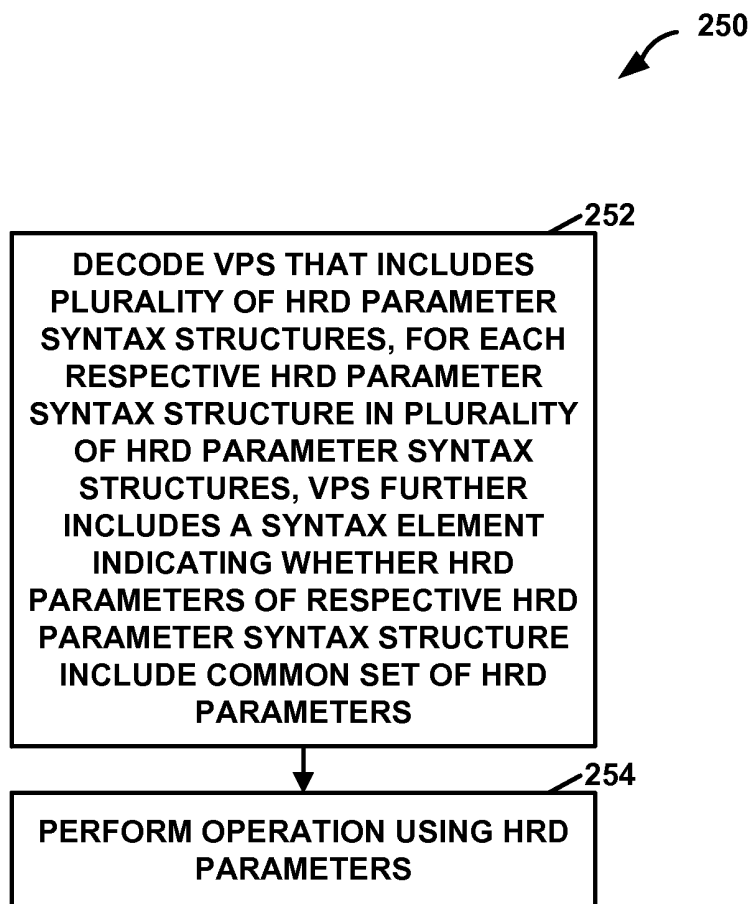 250
252
DECODE VPS THAT INCLUDES
PLURALITY OF HRD PARAMETER
SYNTAX STRUCTURES, FOR EACH
RESPECTIVE HRD PARAMETER
SYNTAX STRUCTURE IN PLURALITY
OF HRD PARAMETER SYNTAX
STRUCTURES, VPS FURTHER
INCLUDES A SYNTAX ELEMENT
INDICATING WHETHER HRD
PARAMETERS OF RESPECTIVE HRD
PARAMETER SYNTAX STRUCTURE
INCLUDE COMMON SET OF HRD
PARAMETERS
254
PERFORM OPERATION USING HRD
PARAMETERS